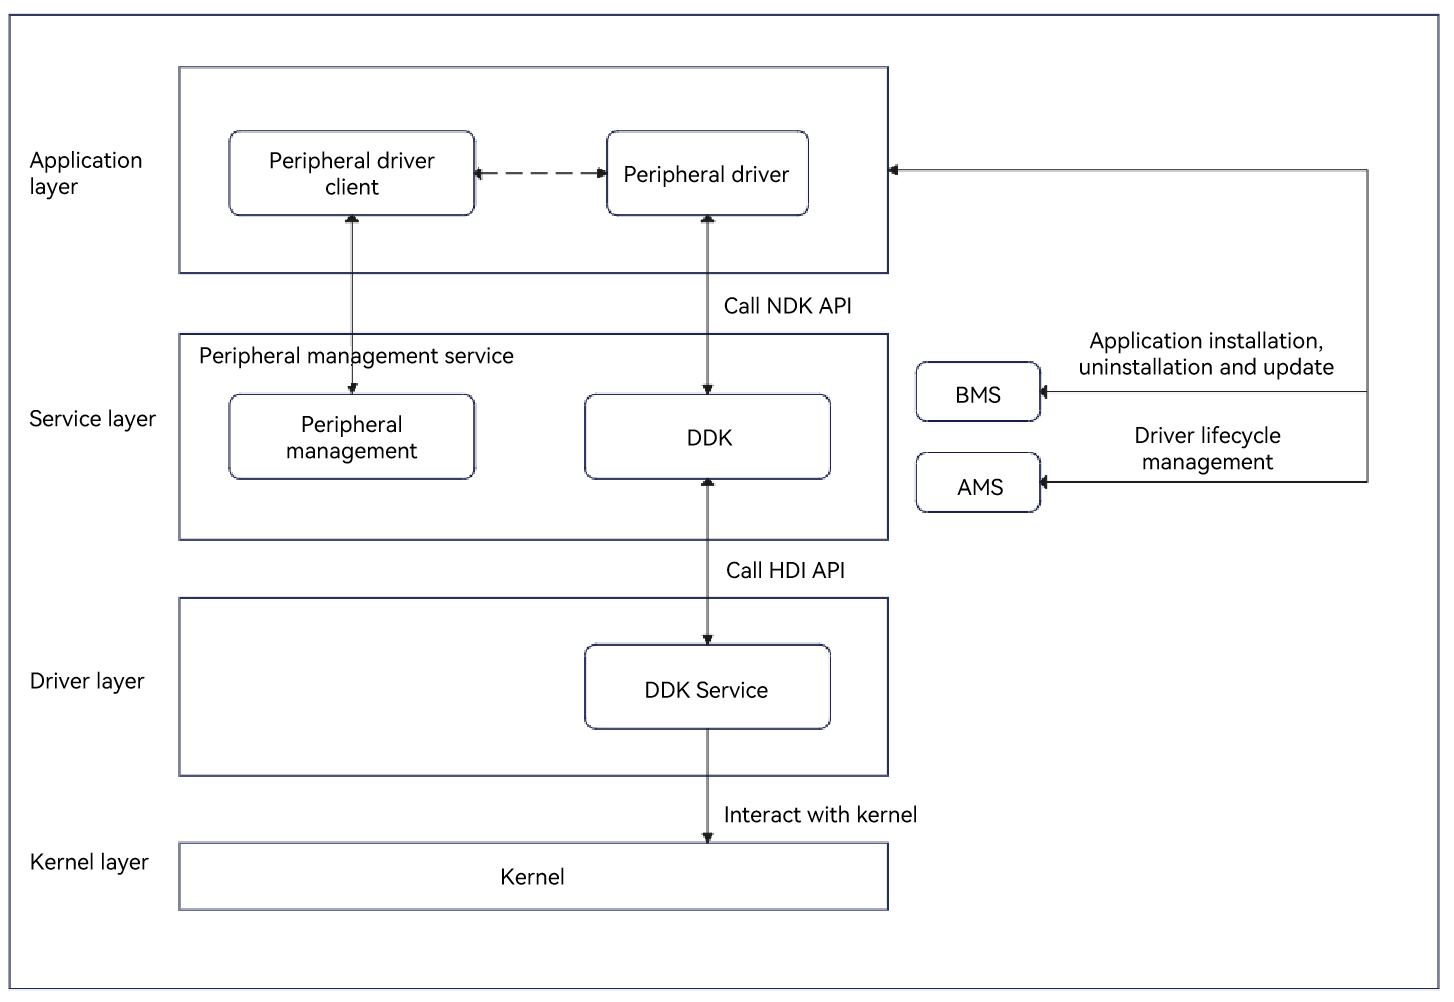 Application
layer
Peripheral driver
client
Peripheral driver
Call NDK API
Service layer
Peripheral management service
Peripheral
management
DDK
BMS
Application installation,
uninstallation and update
AMS
Driver lifecycle
management
Call HDI API
Driver layer
DDK Service
Interact with kernel
Kernel layer
Kernel